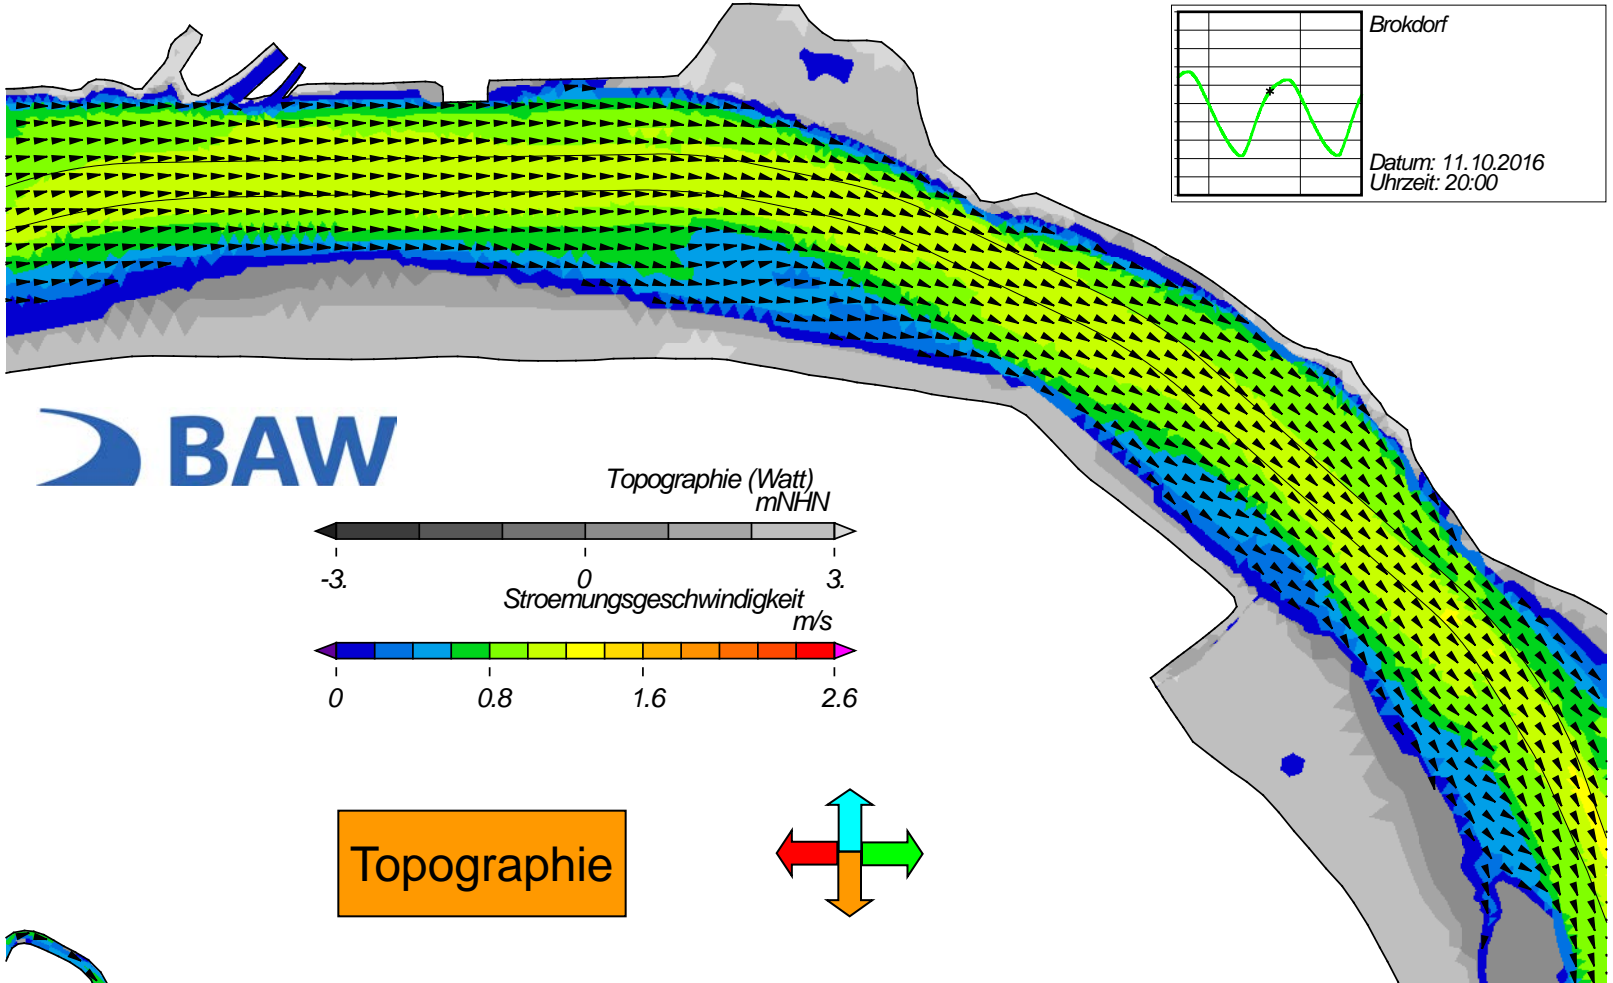 Brokdorf
Datum: 11.10.2016
Uhrzeit: 20:00
BAW
Topographie (Watt)
mNHN
-3. 0 3.
Stroemungsgeschwindigkeit
m/s
0 0.8 1.6 2.6
Topographie